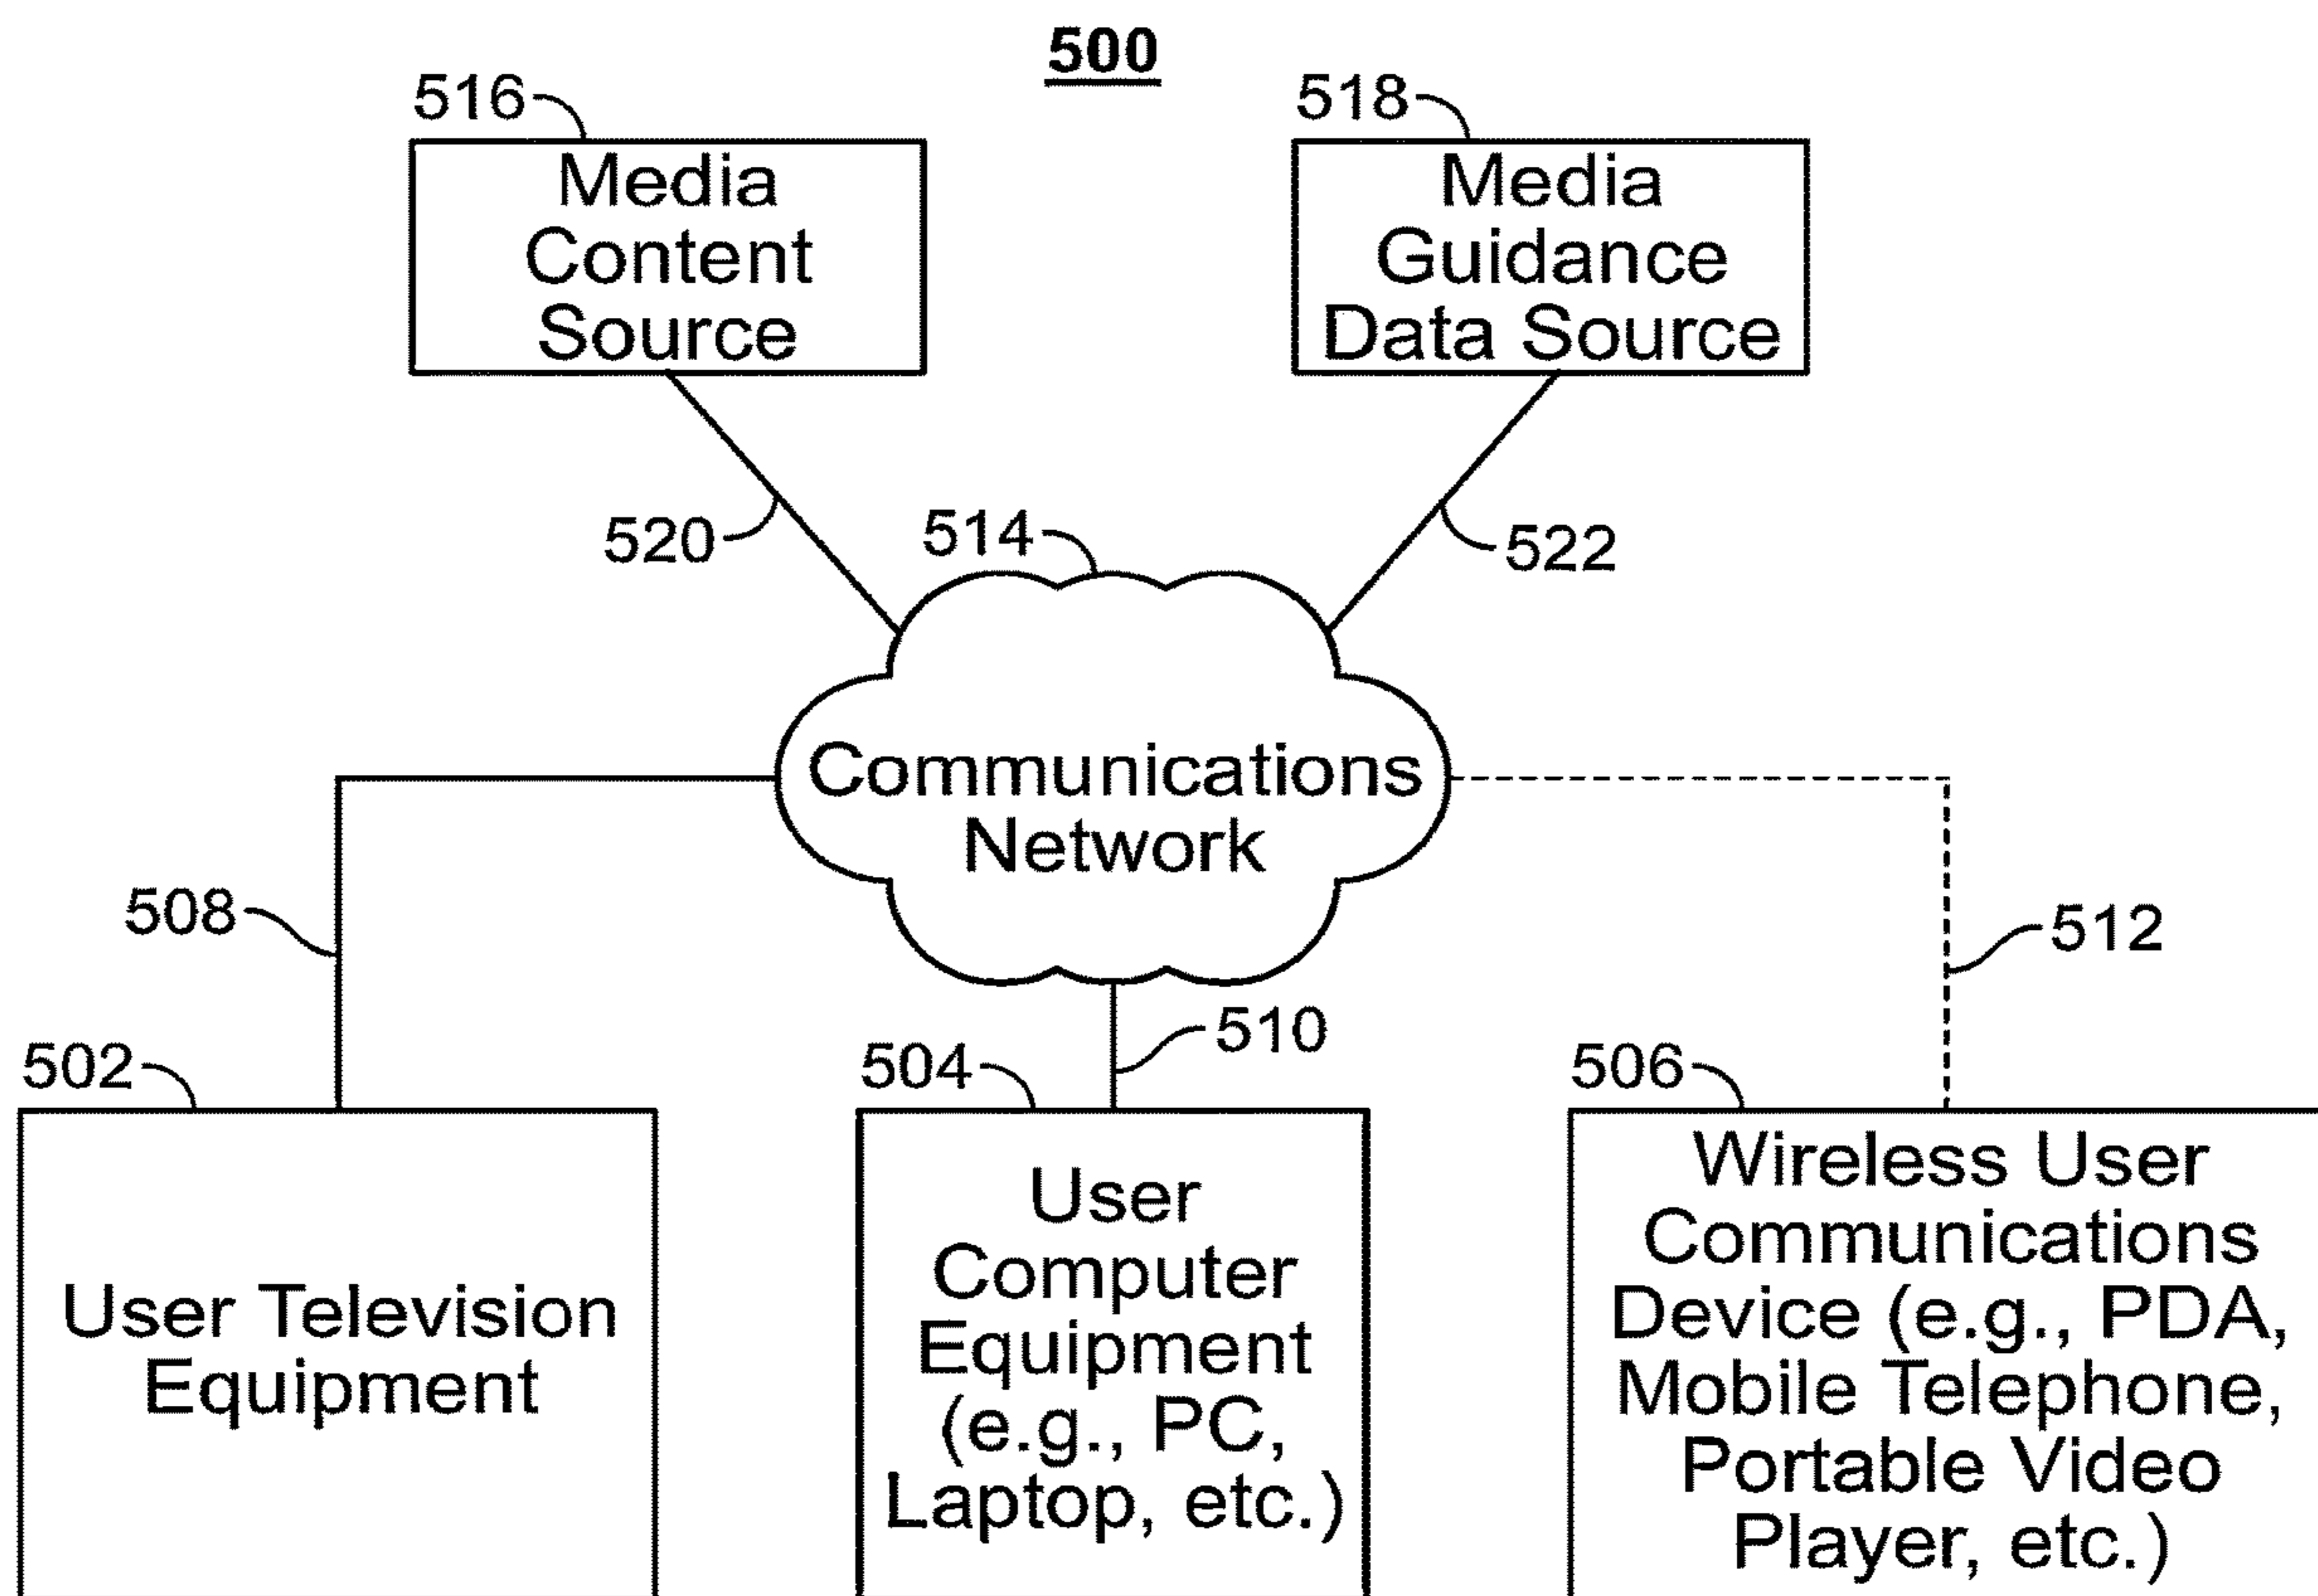 500
516
518
Media
Content
Source
Media
Guidance
Data Source
520
514
522
Communications
Network
508
512
510
502
504
506
User Television
Equipment
User
Computer
Equipment
(e.g., PC,
Laptop, etc.)
Wireless User
Communications
Device (e.g., PDA,
Mobile Telephone,
Portable Video
Player, etc.)